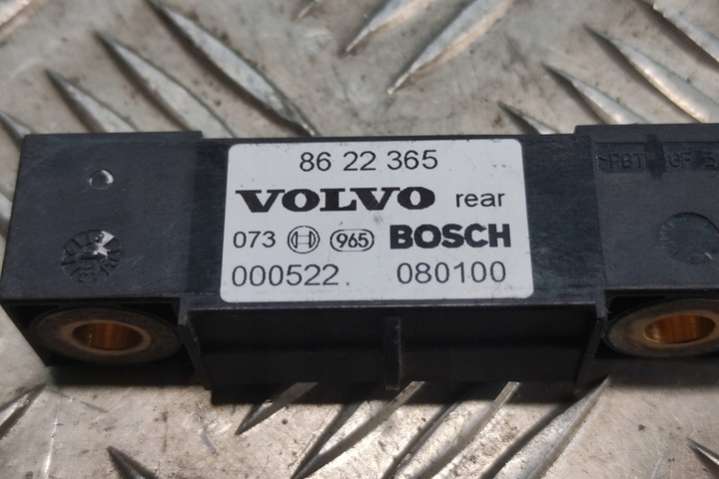 86 22 365
VOLVO rear
073 965 BOSCH
000522. 080100